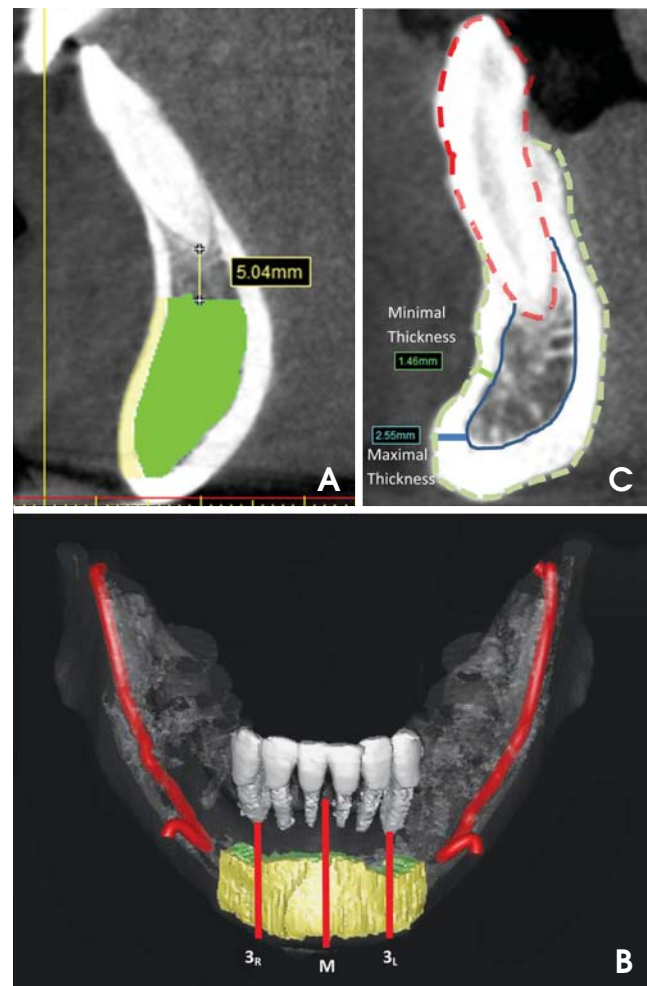 5.04mm
A
Minimal
Thickness
1.46mm
2.55mm
Maximal
Thickness
C
3R
M
3L
B